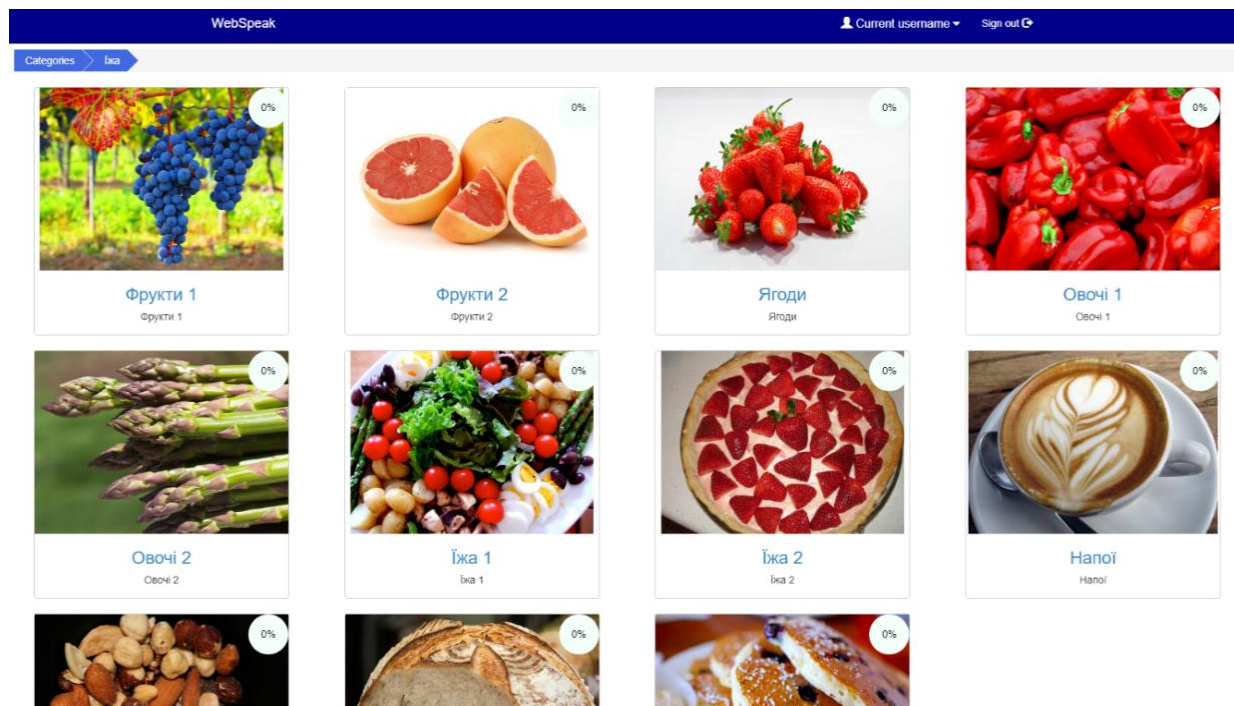 WebSpeak
Current username
Sign out
Categories
Їжа
0%
0%
0%
0%
Фрукти 1
Фрукти 1
Фрукти 2
Фрукти 2
Ягоди
Ягоди
Овочі 1
Овочі 1
0%
0%
0%
0%
Овочі 2
Овочі 2
Їжа 1
Їжа 1
Їжа 2
Їжа 2
Напої
Напої
0%
0%
0%